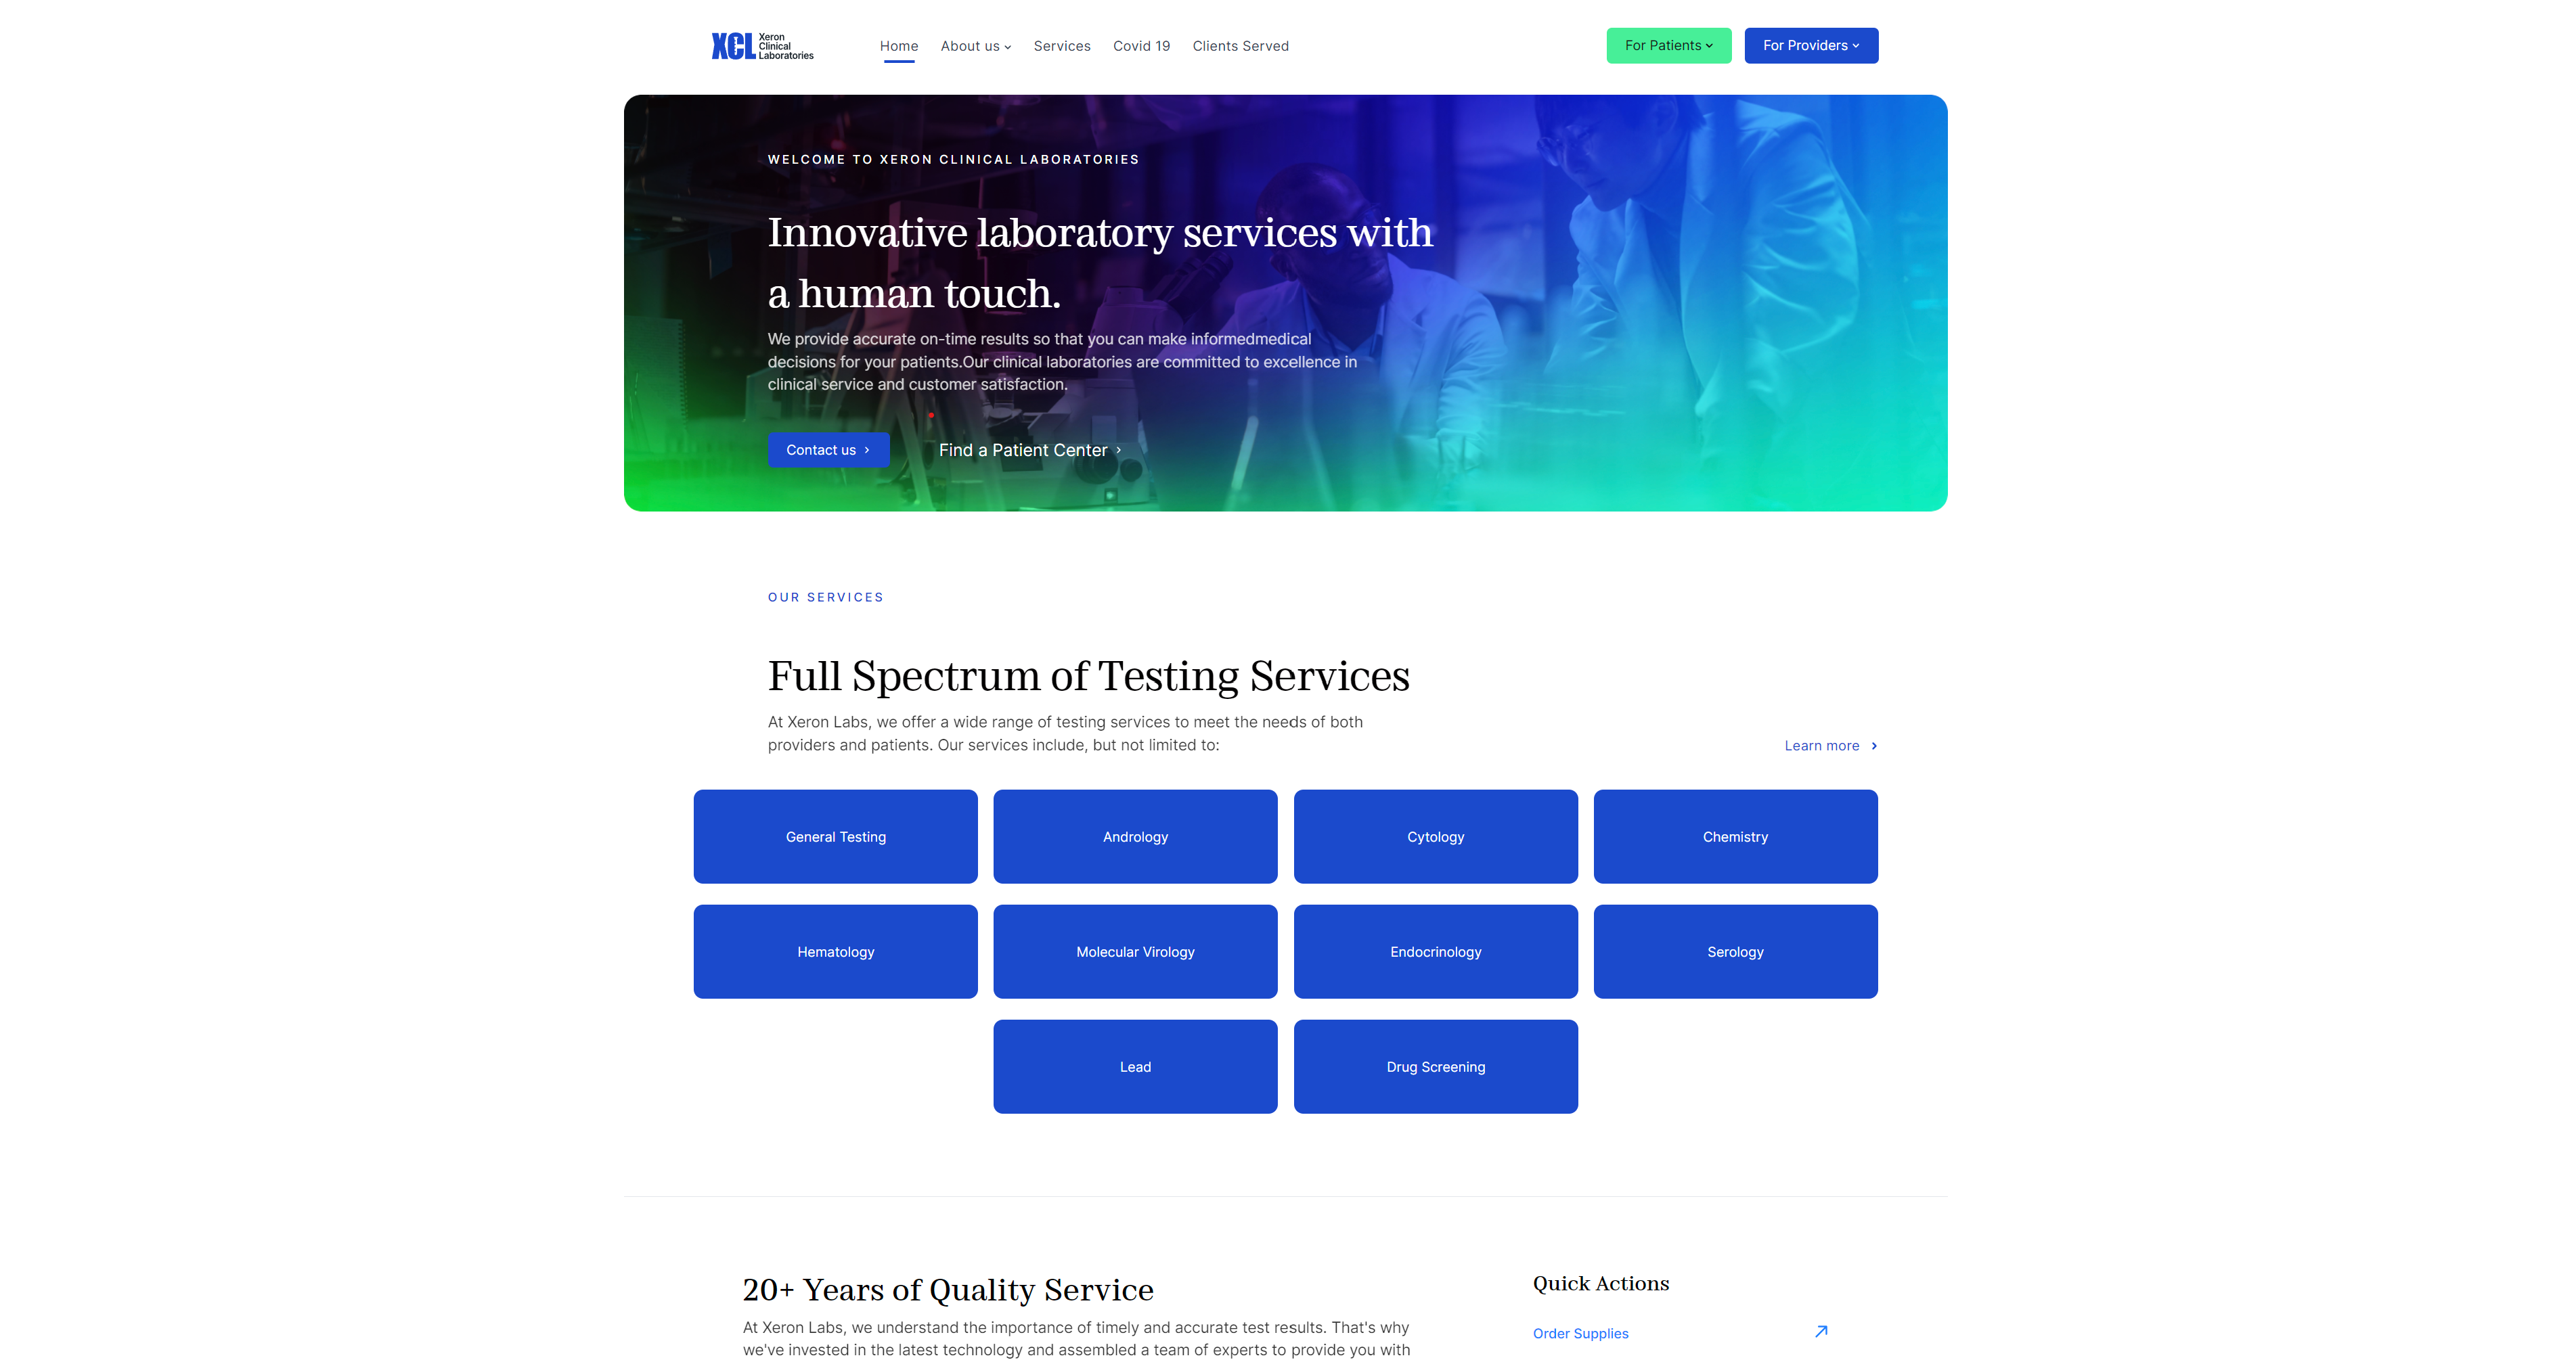 XCL Xeron
Clinical
Laboratories
Home About us Services Covid 19 Clients Served
For Patients For Providers
WELCOME TO XERON CLINICAL LABORATORIES
Innovative laboratory services with
a human touch.
We provide accurate on-time results so that you can make informedmedical
decisions for your patients.Our clinical laboratories are committed to excellence in
clinical service and customer satisfaction.
Contact us Find a Patient Center
OUR SERVICES
Full Spectrum of Testing Services
At Xeron Labs, we offer a wide range of testing services to meet the needs of both
providers and patients. Our services include, but not limited to:
Learn more
General Testing Andrology Cytology Chemistry
Hematology Molecular Virology Endocrinology Serology
Lead Drug Screening
20+ Years of Quality Service
At Xeron Labs, we understand the importance of timely and accurate test results. That's why
we've invested in the latest technology and assembled a team of experts to provide you with
Quick Actions
Order Supplies